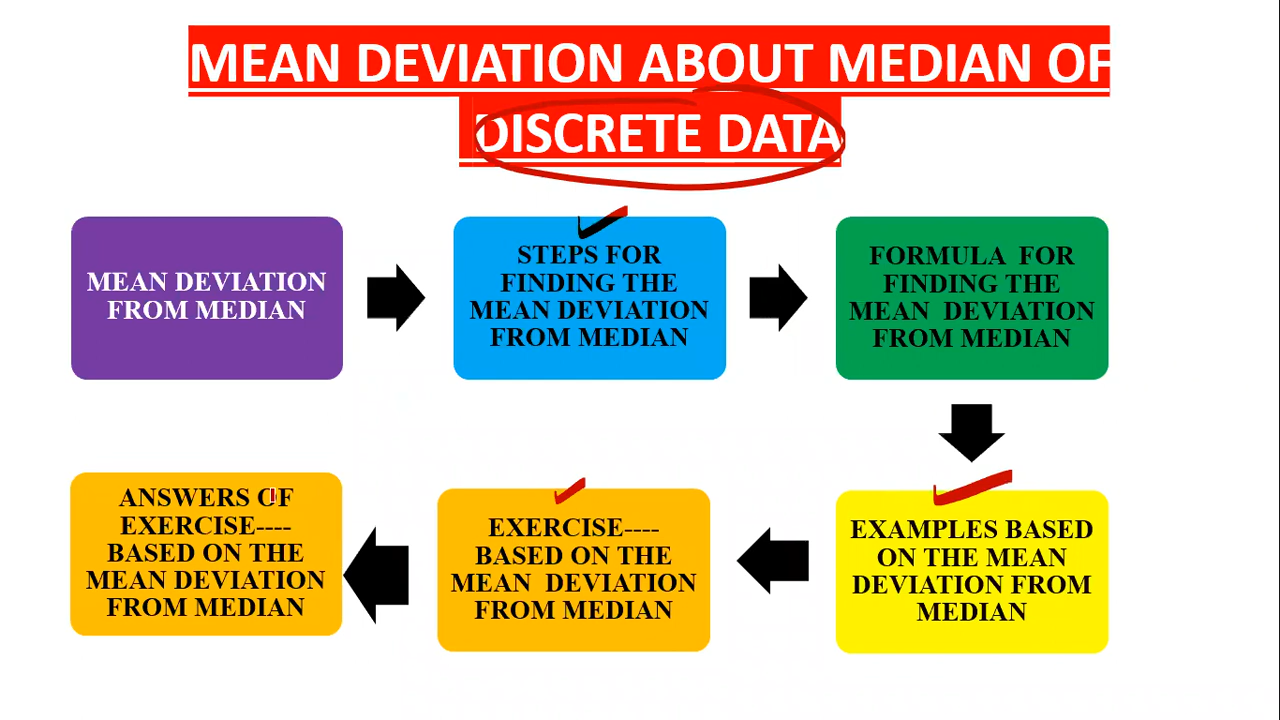 MEAN DEVIATION ABOUT MEDIAN OF
DISCRETE DATA
MEAN DEVIATION
FROM MEDIAN
STEPS FOR
FINDING THE
MEAN DEVIATION
FROM MEDIAN
FORMULA FOR
FINDING THE
MEAN DEVIATION
FROM MEDIAN
EXAMPLES BASED
ON THE MEAN
DEVIATION FROM
MEDIAN
EXERCISE----
BASED ON THE
MEAN DEVIATION
FROM MEDIAN
ANSWERS OF
EXERCISE----
BASED ON THE
MEAN DEVIATION
FROM MEDIAN